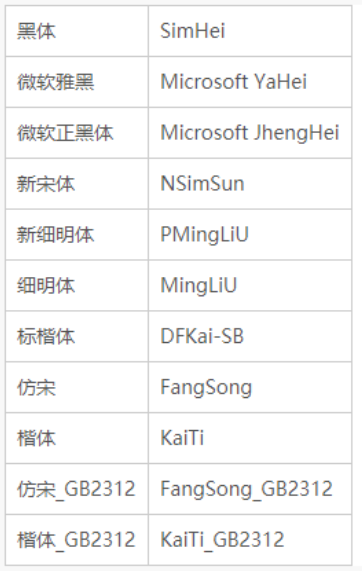 黑体 SimHei
微软雅黑 Microsoft YaHei
微软正黑体 Microsoft JhengHei
新宋体 NSimSun
新细明体 PMingLiU
细明体 MingLiU
标楷体 DFKai-SB
仿宋 FangSong
楷体 KaiTi
仿宋_GB2312 FangSong_GB2312
楷体_GB2312 KaiTi_GB2312